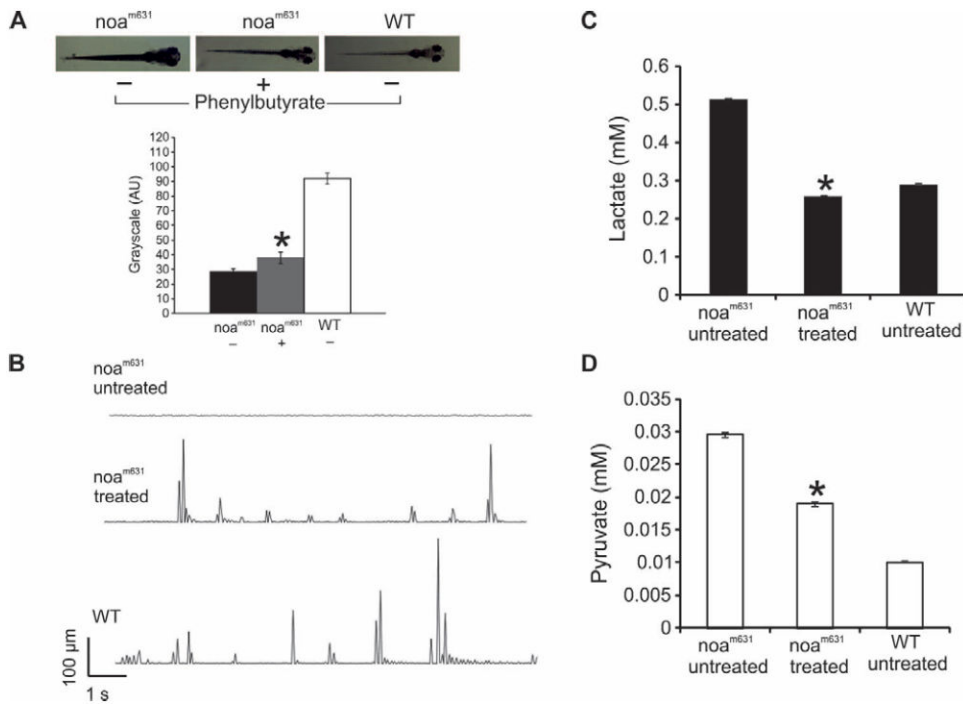 A
noa^m631 noa^m631 WT
− + −
Phenylbutyrate
Grayscale (AU)
120
110
100
90
80
70
60
50
40
30
20
10
0
*
noa^m631 noa^m631 WT
− + −
B
noa^m631
untreated
noa^m631
treated
WT
100 µm
1 s
C
Lactate (mM)
0.6
0.5
0.4
0.3
0.2
0.1
0
*
noa^m631 noa^m631 WT
untreated treated untreated
D
Pyruvate (mM)
0.035
0.03
0.025
0.02
0.015
0.01
0.005
0
*
noa^m631 noa^m631 WT
untreated treated untreated